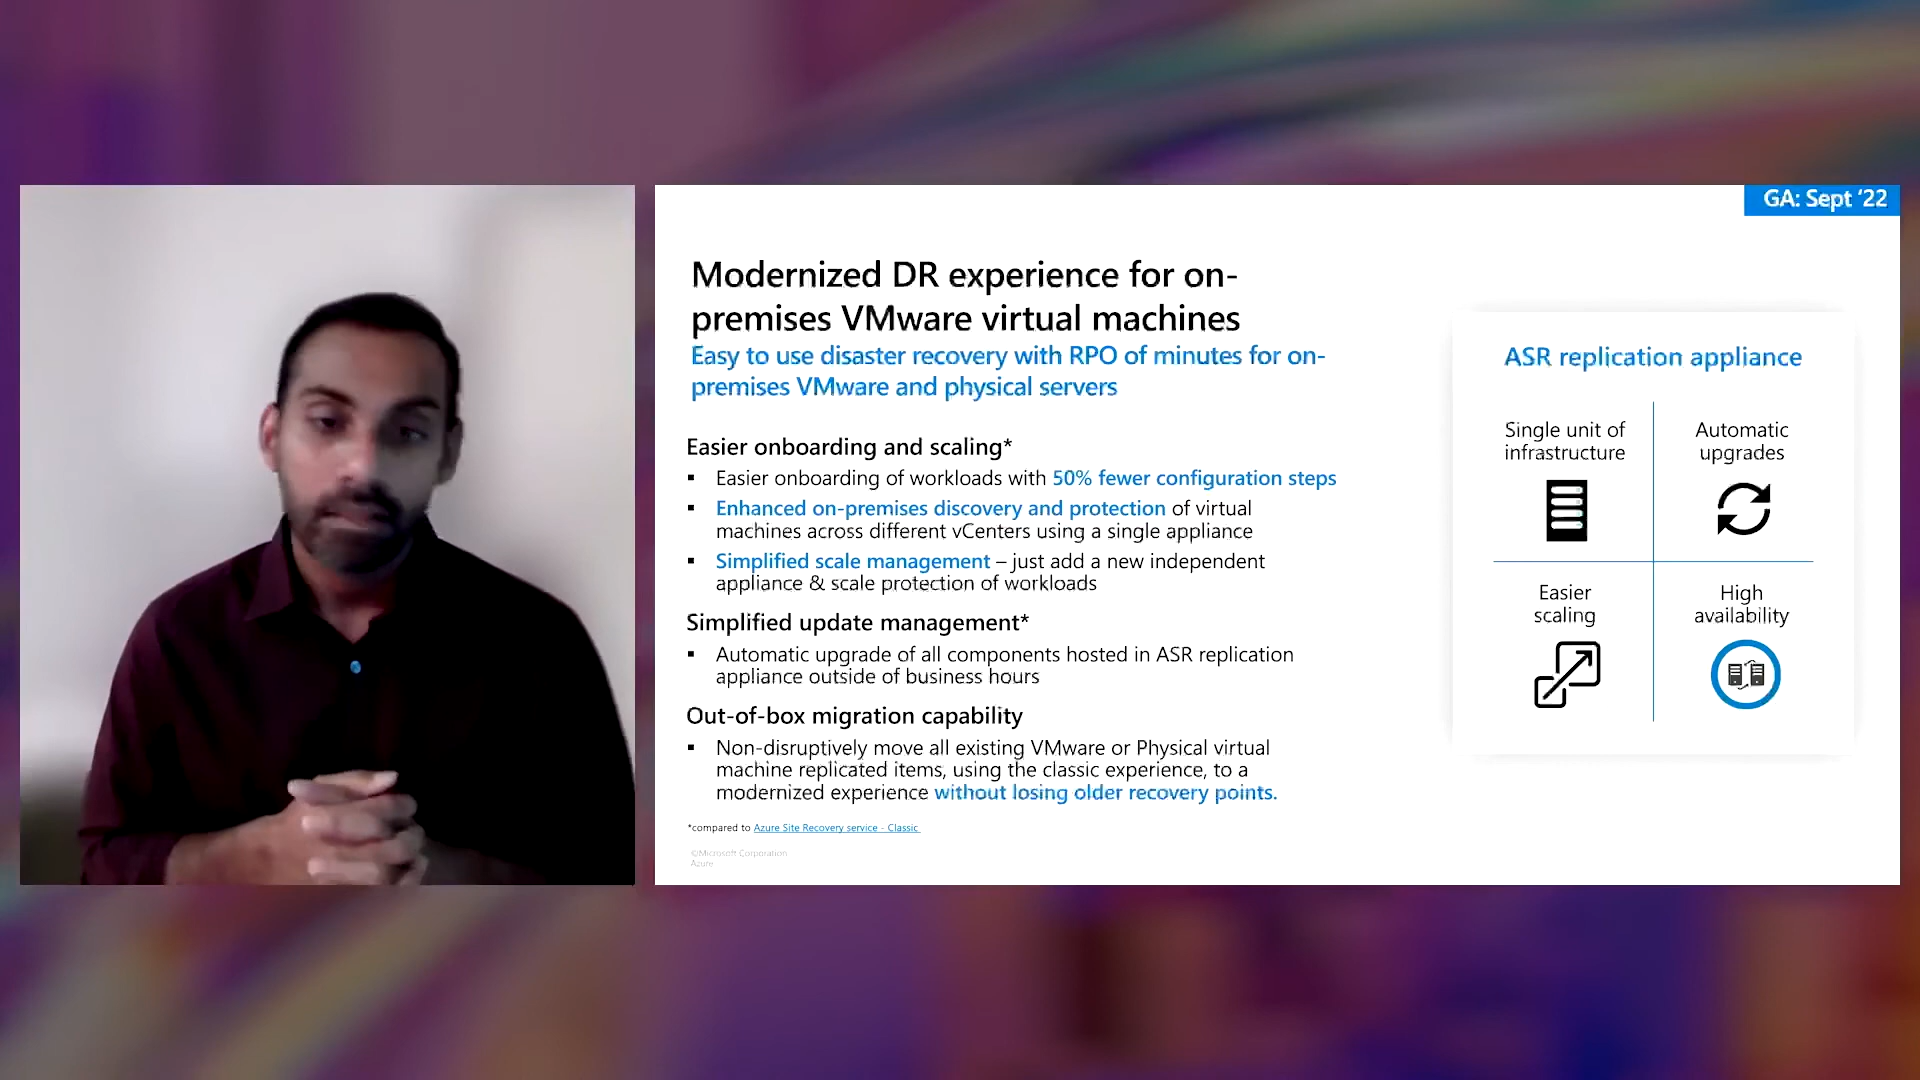 GA: Sept ‘22
Modernized DR experience for on-
premises VMware virtual machines
Easy to use disaster recovery with RPO of minutes for on-
premises VMware and physical servers
Easier onboarding and scaling*
▪ Easier onboarding of workloads with 50% fewer configuration steps
▪ Enhanced on-premises discovery and protection of virtual
machines across different vCenters using a single appliance
▪ Simplified scale management – just add a new independent
appliance & scale protection of workloads
Simplified update management*
▪ Automatic upgrade of all components hosted in ASR replication
appliance outside of business hours
Out-of-box migration capability
▪ Non-disruptively move all existing VMware or Physical virtual
machine replicated items, using the classic experience, to a
modernized experience without losing older recovery points.
*compared to Azure Site Recovery service - Classic
©Microsoft Corporation
Azure
ASR replication appliance
Single unit of
infrastructure
Automatic
upgrades
Easier
scaling
High
availability